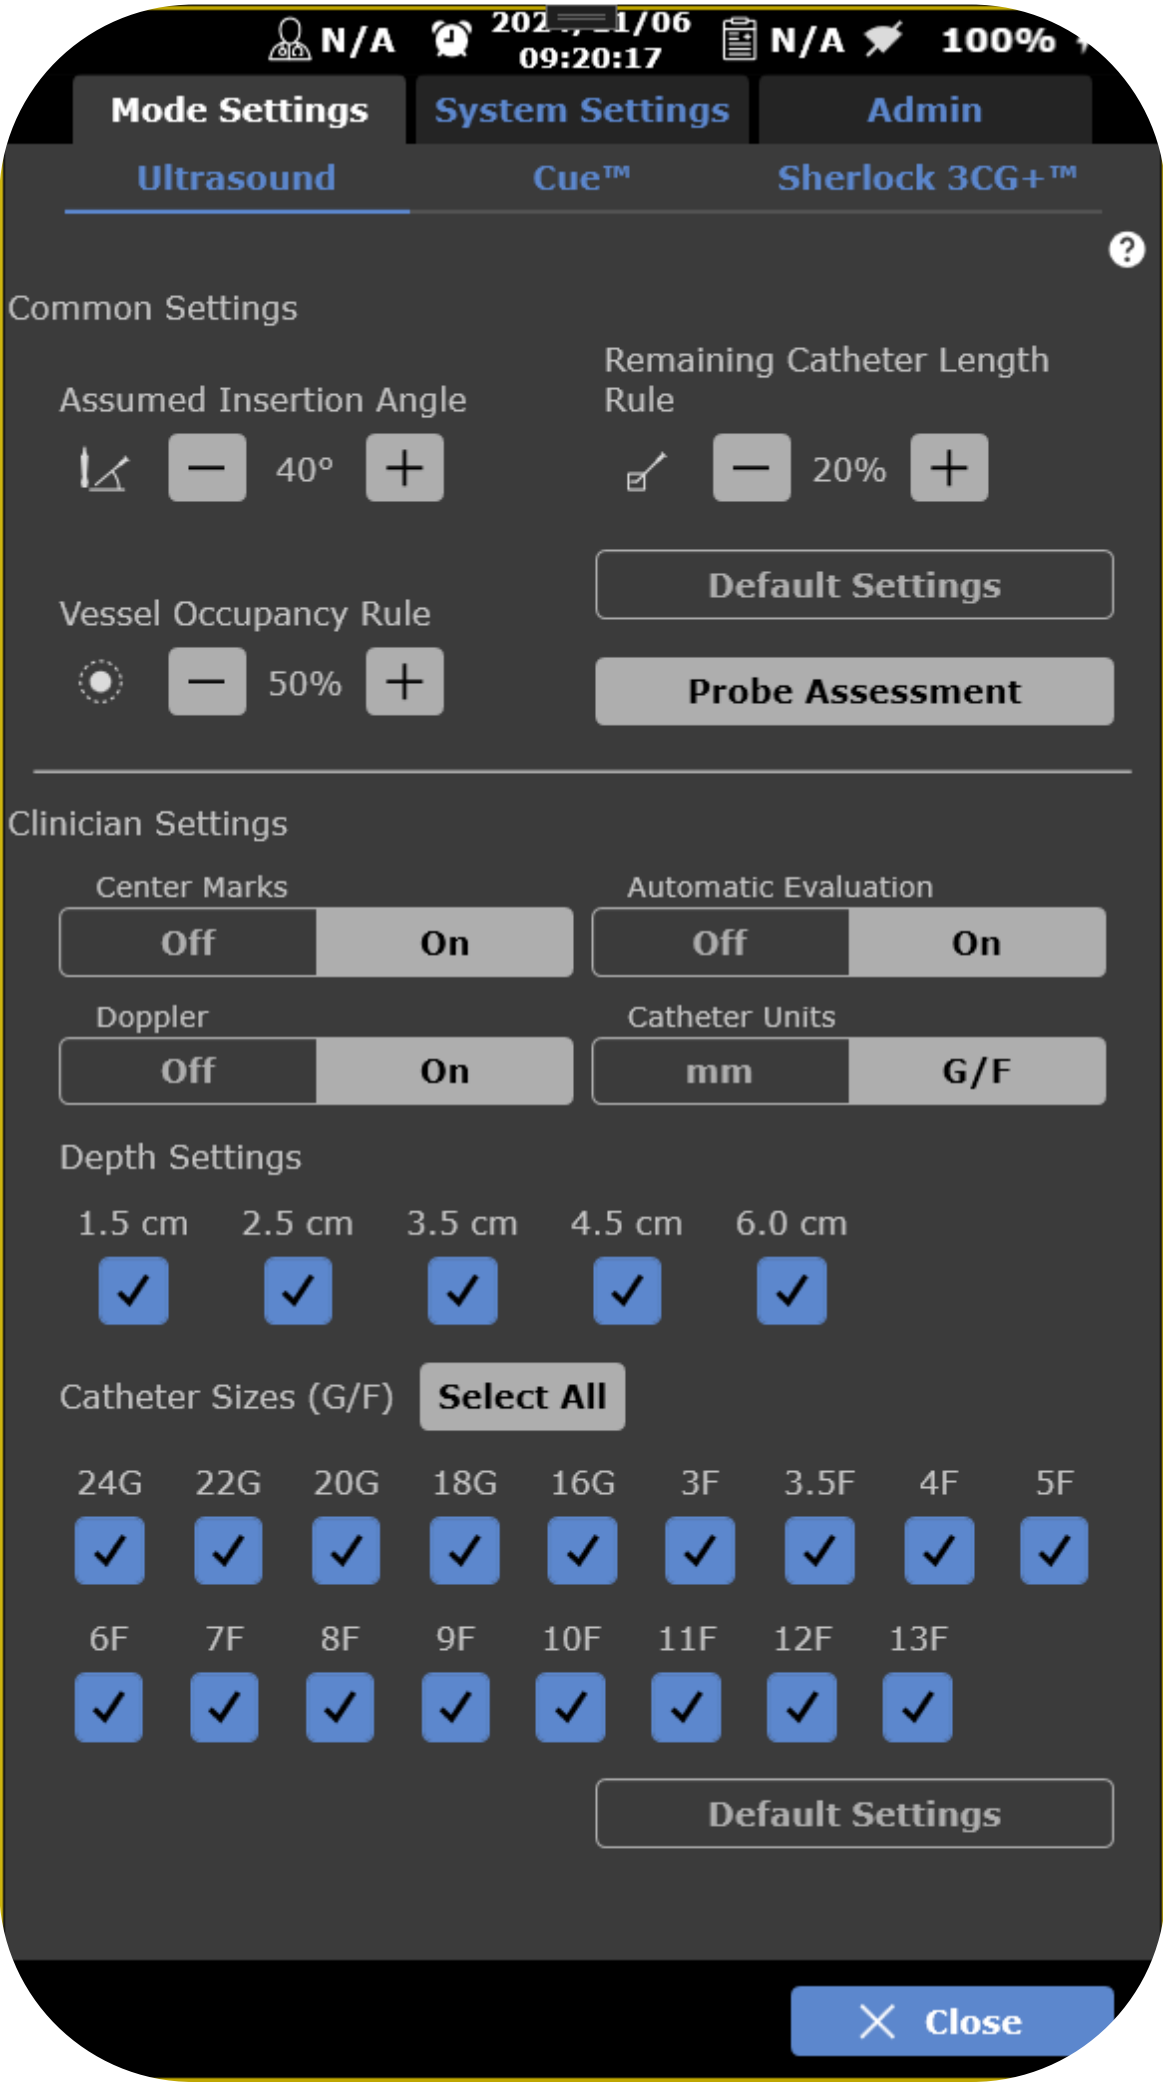 N/A
09:20:17
N/A
100%
Mode Settings
System Settings
Admin
Ultrasound
Cue™
Sherlock 3CG+™
?
Common Settings
Assumed Insertion Angle
40°
Remaining Catheter Length
Rule
20%
Default Settings
Vessel Occupancy Rule
50%
Probe Assessment
Clinician Settings
Center Marks
Off On
Automatic Evaluation
Off On
Doppler
Off On
Catheter Units
mm G/F
Depth Settings
1.5 cm 2.5 cm 3.5 cm 4.5 cm 6.0 cm
Catheter Sizes (G/F) Select All
24G 22G 20G 18G 16G 3F 3.5F 4F 5F
6F 7F 8F 9F 10F 11F 12F 13F
Default Settings
Close